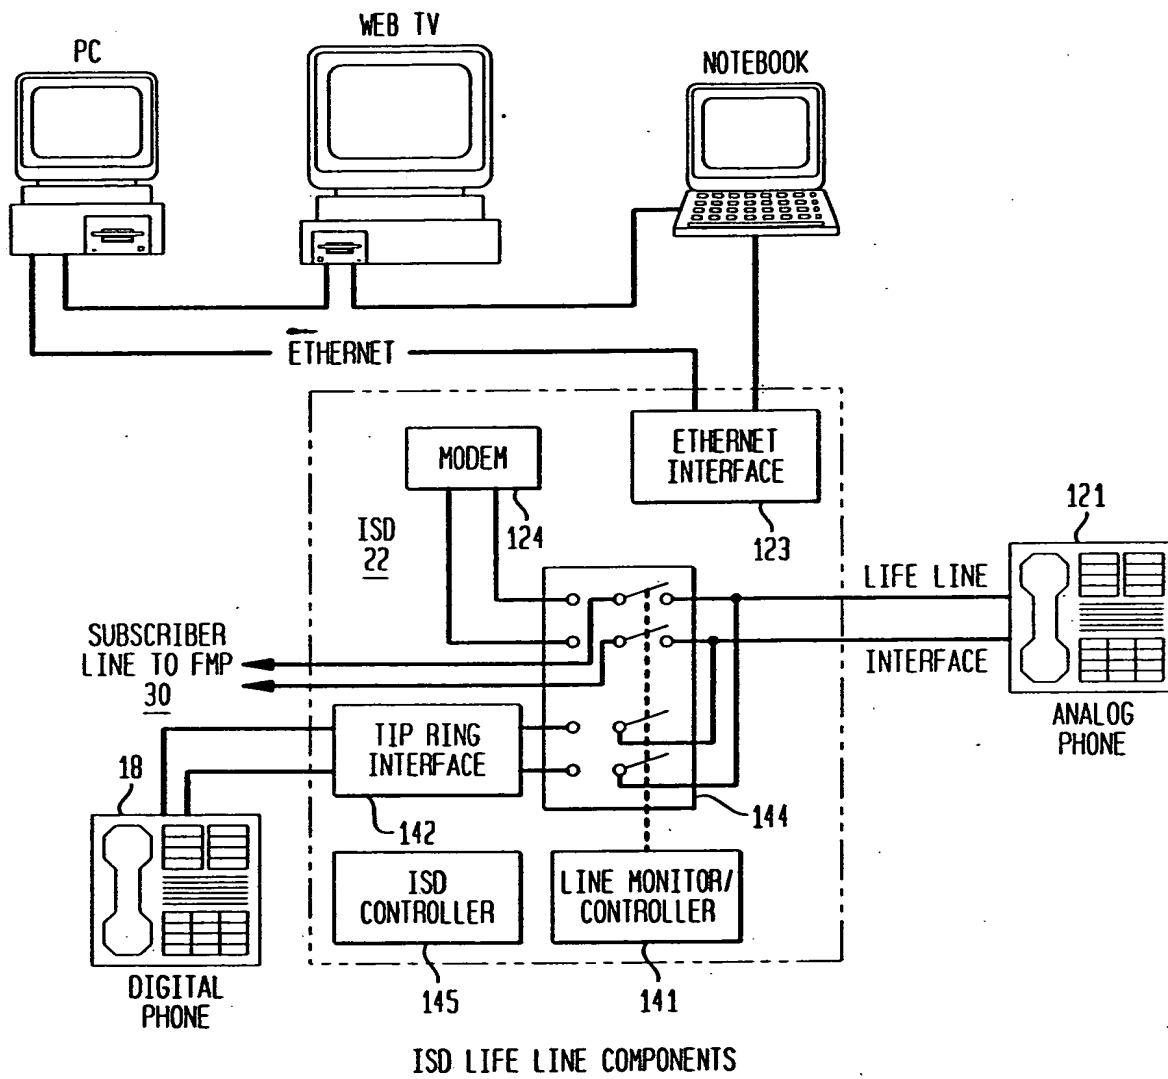 PC
WEB TV
NOTEBOOK
ETHERNET
MODEM
124
ETHERNET
INTERFACE
123
ISD
22
121
LIFE LINE
INTERFACE
ANALOG
PHONE
SUBSCRIBER
LINE TO FMP
30
TIP RING
INTERFACE
142
144
18
DIGITAL
PHONE
ISD
CONTROLLER
145
LINE MONITOR/
CONTROLLER
141
ISD LIFE LINE COMPONENTS